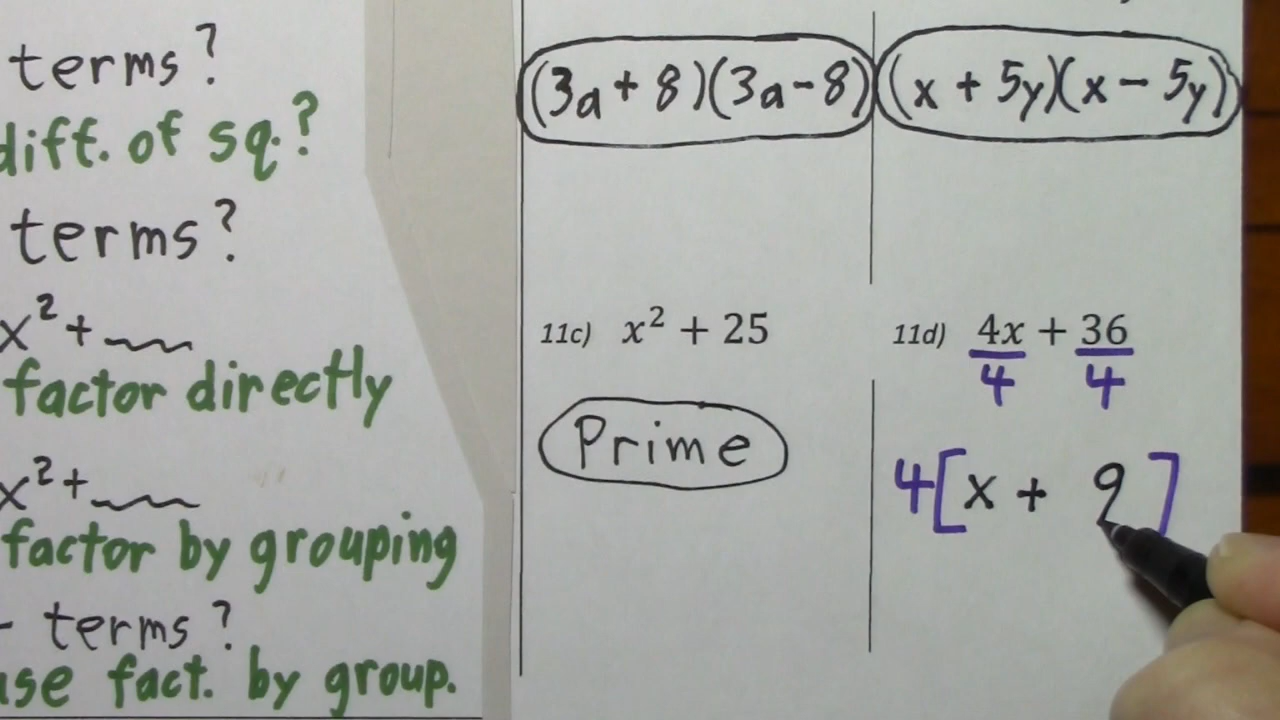 terms?
diff. of sq.?
terms?
x² +
factor directly
x² +
factor by grouping
terms?
use fact. by group.
(3a + 8)(3a - 8)
(x + 5y)(x - 5y)
11c) x² + 25
Prime
11d) 4x + 36
4 4
4[x + 9]